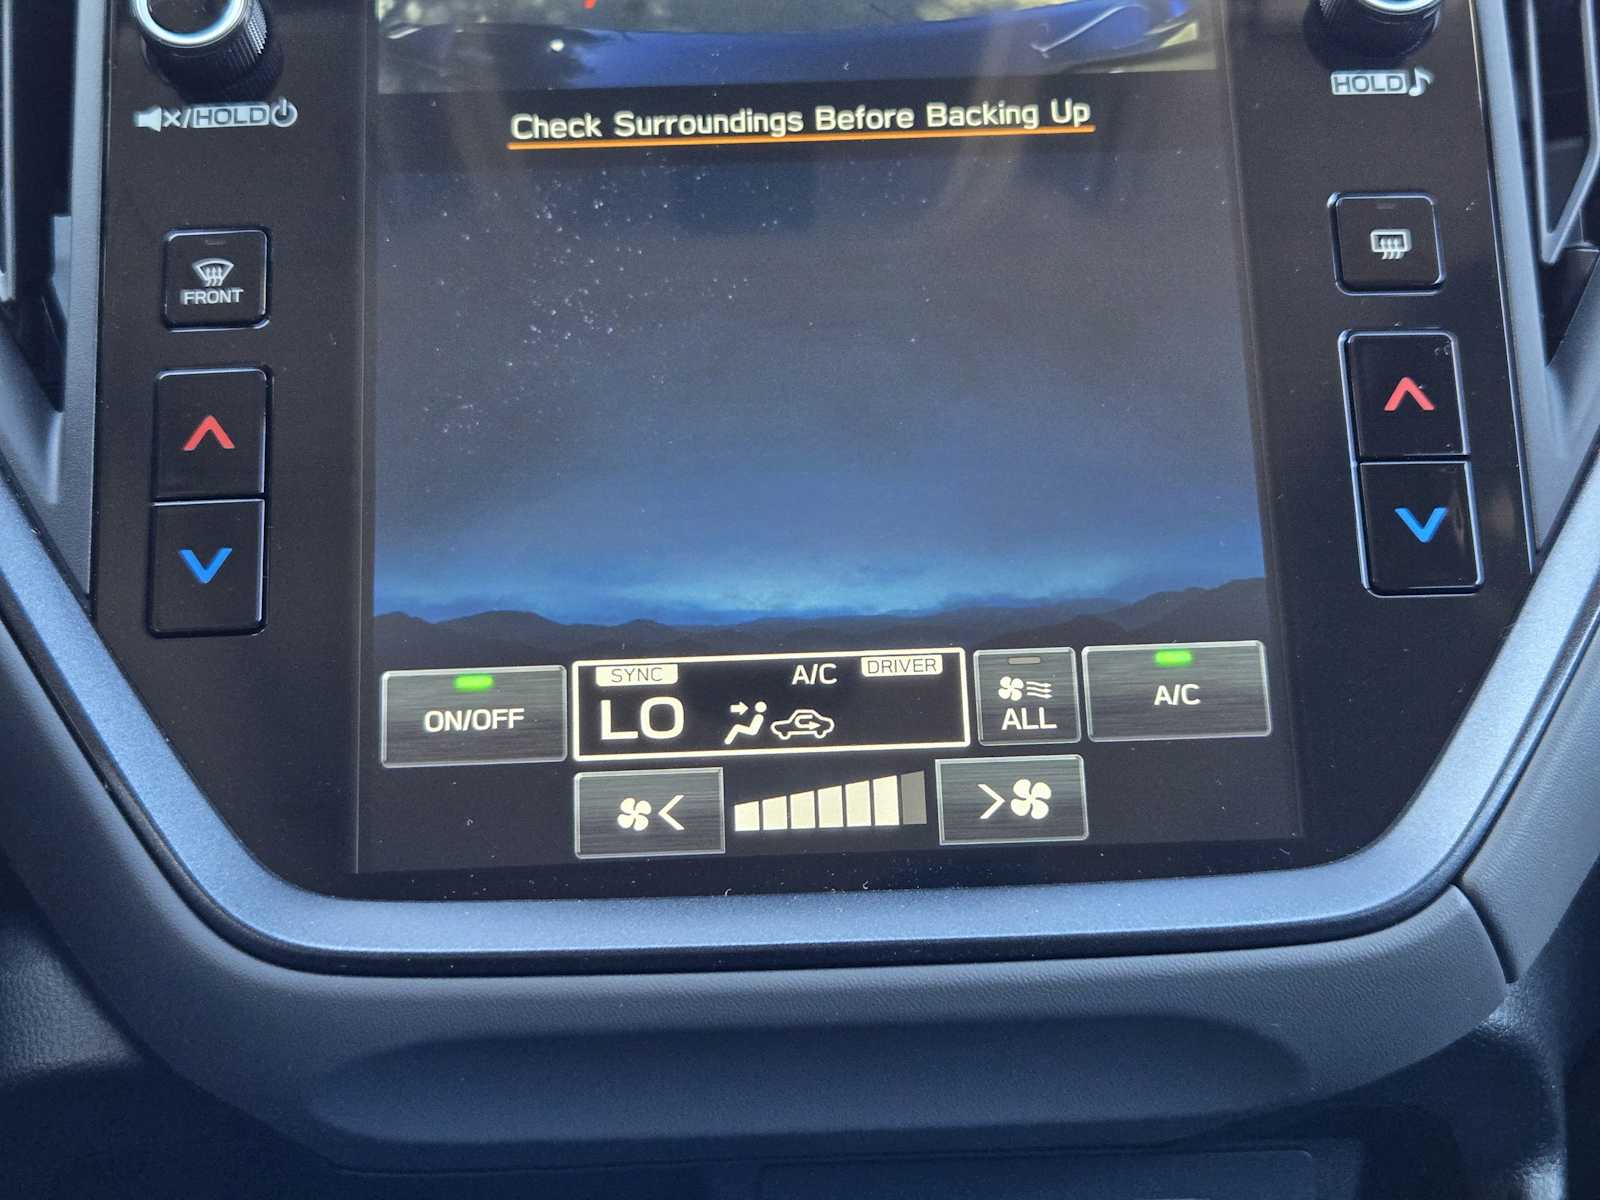 HOLD
/HOLD
Check Surroundings Before Backing Up
FRONT
SYNC A/C DRIVER
LO
ON/OFF
ALL
A/C